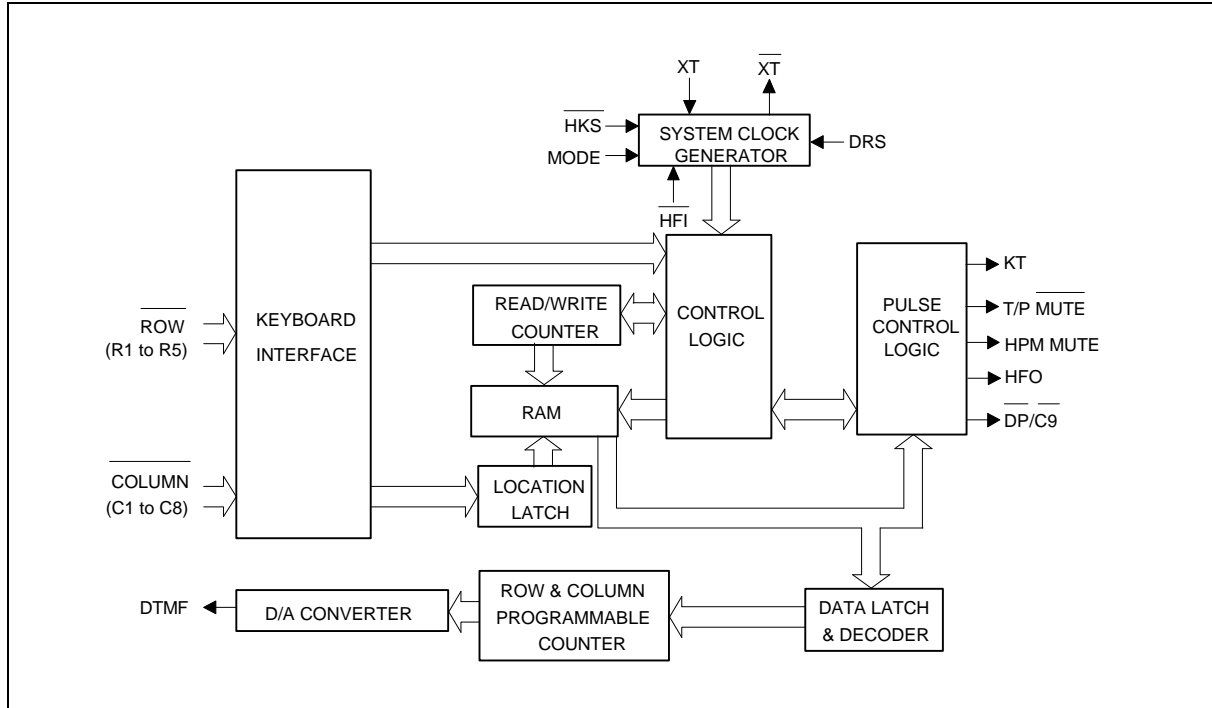 XT
XT
HKS
MODE
SYSTEM CLOCK
GENERATOR
DRS
HFI
KEYBOARD
INTERFACE
ROW
(R1 to R5)
COLUMN
(C1 to C8)
READ/WRITE
COUNTER
RAM
LOCATION
LATCH
CONTROL
LOGIC
PULSE
CONTROL
LOGIC
KT
T/P MUTE
HPM MUTE
HFO
DP/C9
DTMF
D/A CONVERTER
ROW & COLUMN
PROGRAMMABLE
COUNTER
DATA LATCH
& DECODER